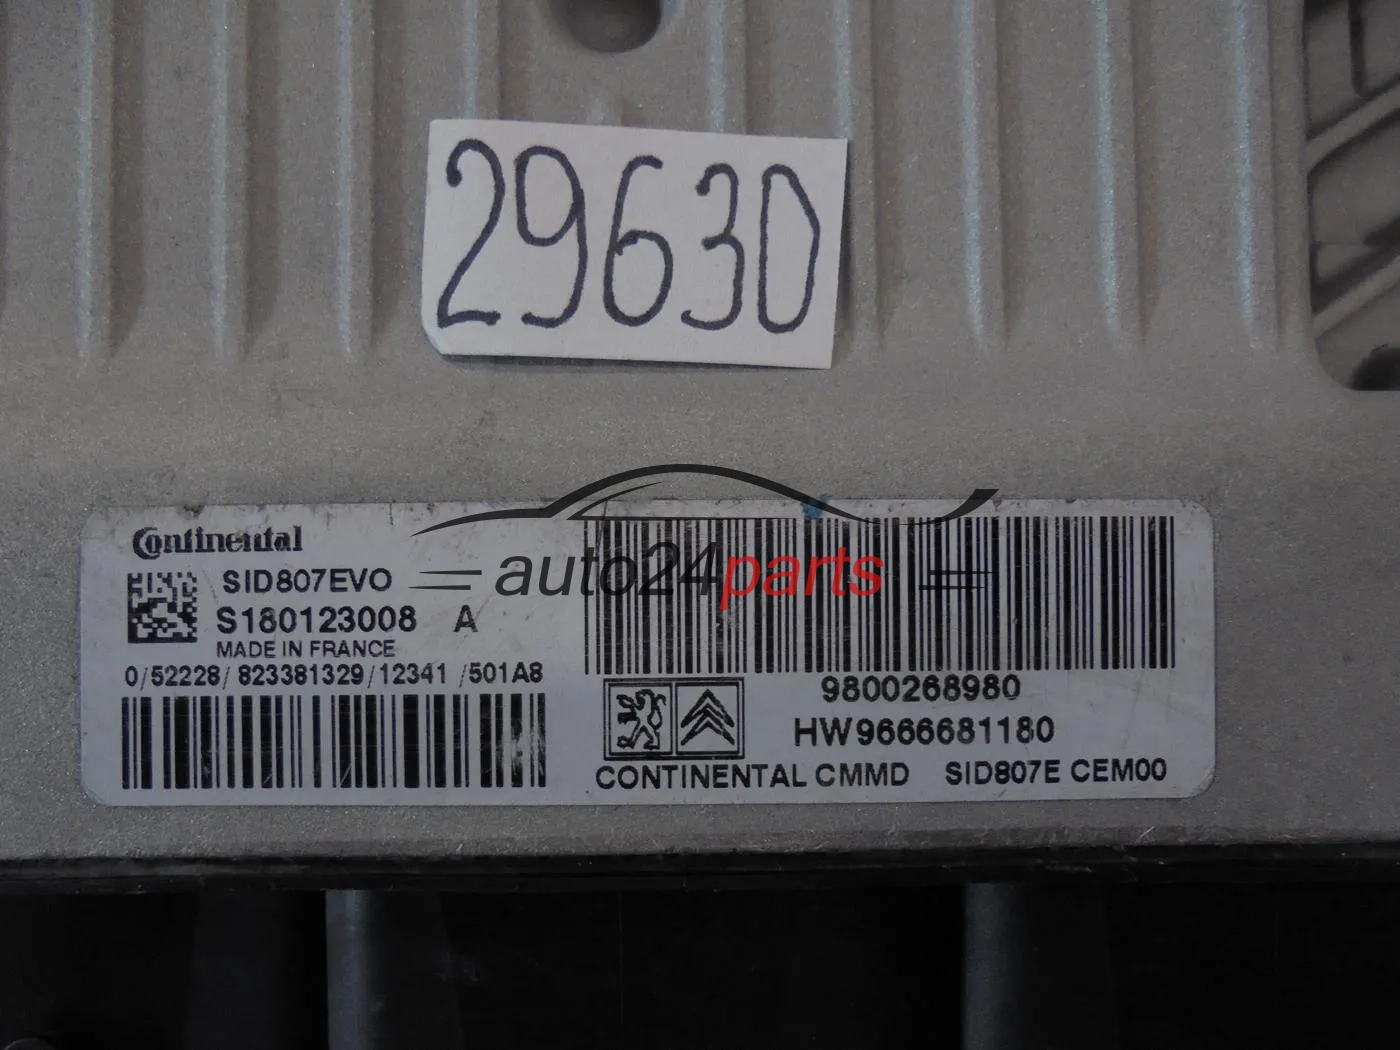 29630
Continental
SID807EVO
S180123008 A
MADE IN FRANCE
0/52228/823381329/12341/501A8
auto24parts
9800268980
HW9666681180
CONTINENTAL CMMD SID807E CEM00